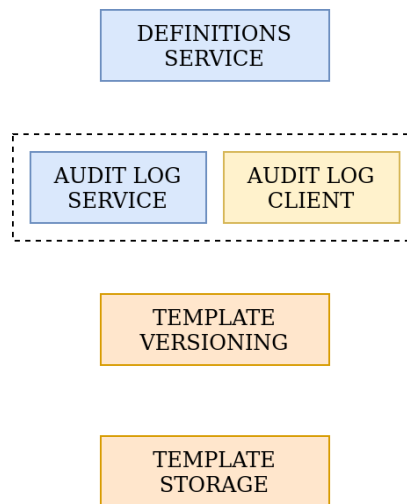 DEFINITIONS
SERVICE
AUDIT LOG
SERVICE
AUDIT LOG
CLIENT
TEMPLATE
VERSIONING
TEMPLATE
STORAGE